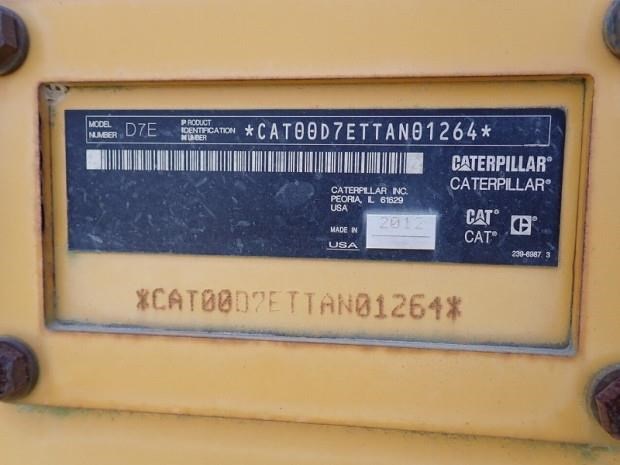 MODEL NUMBER D7E PRODUCT IDENTIFICATION NUMBER *CAT00D7ETTAN01264*
CATERPILLAR
CATERPILLAR®
CATERPILLAR INC.
PEORIA, IL 61629
USA
MADE IN 2012
USA
CAT C
CAT®
239-6987 3
*CAT00D7ETTAN01264*